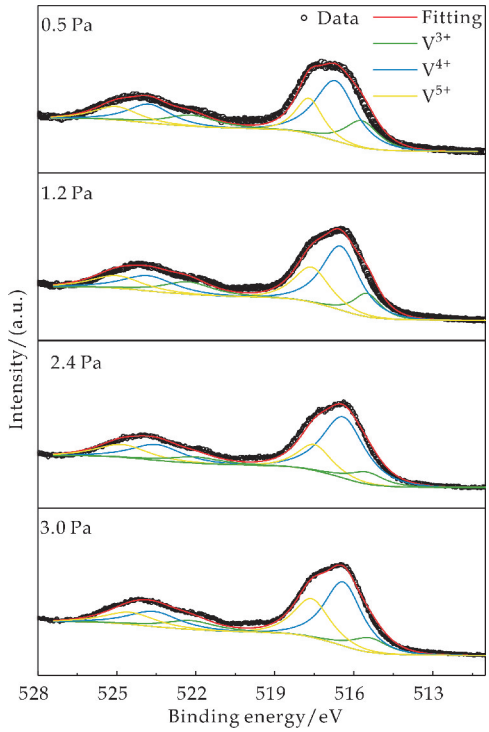 0.5 Pa
Data
Fitting
V3+
V4+
V5+
1.2 Pa
2.4 Pa
3.0 Pa
Intensity/(a.u.)
528 525 522 519 516 513
Binding energy/eV